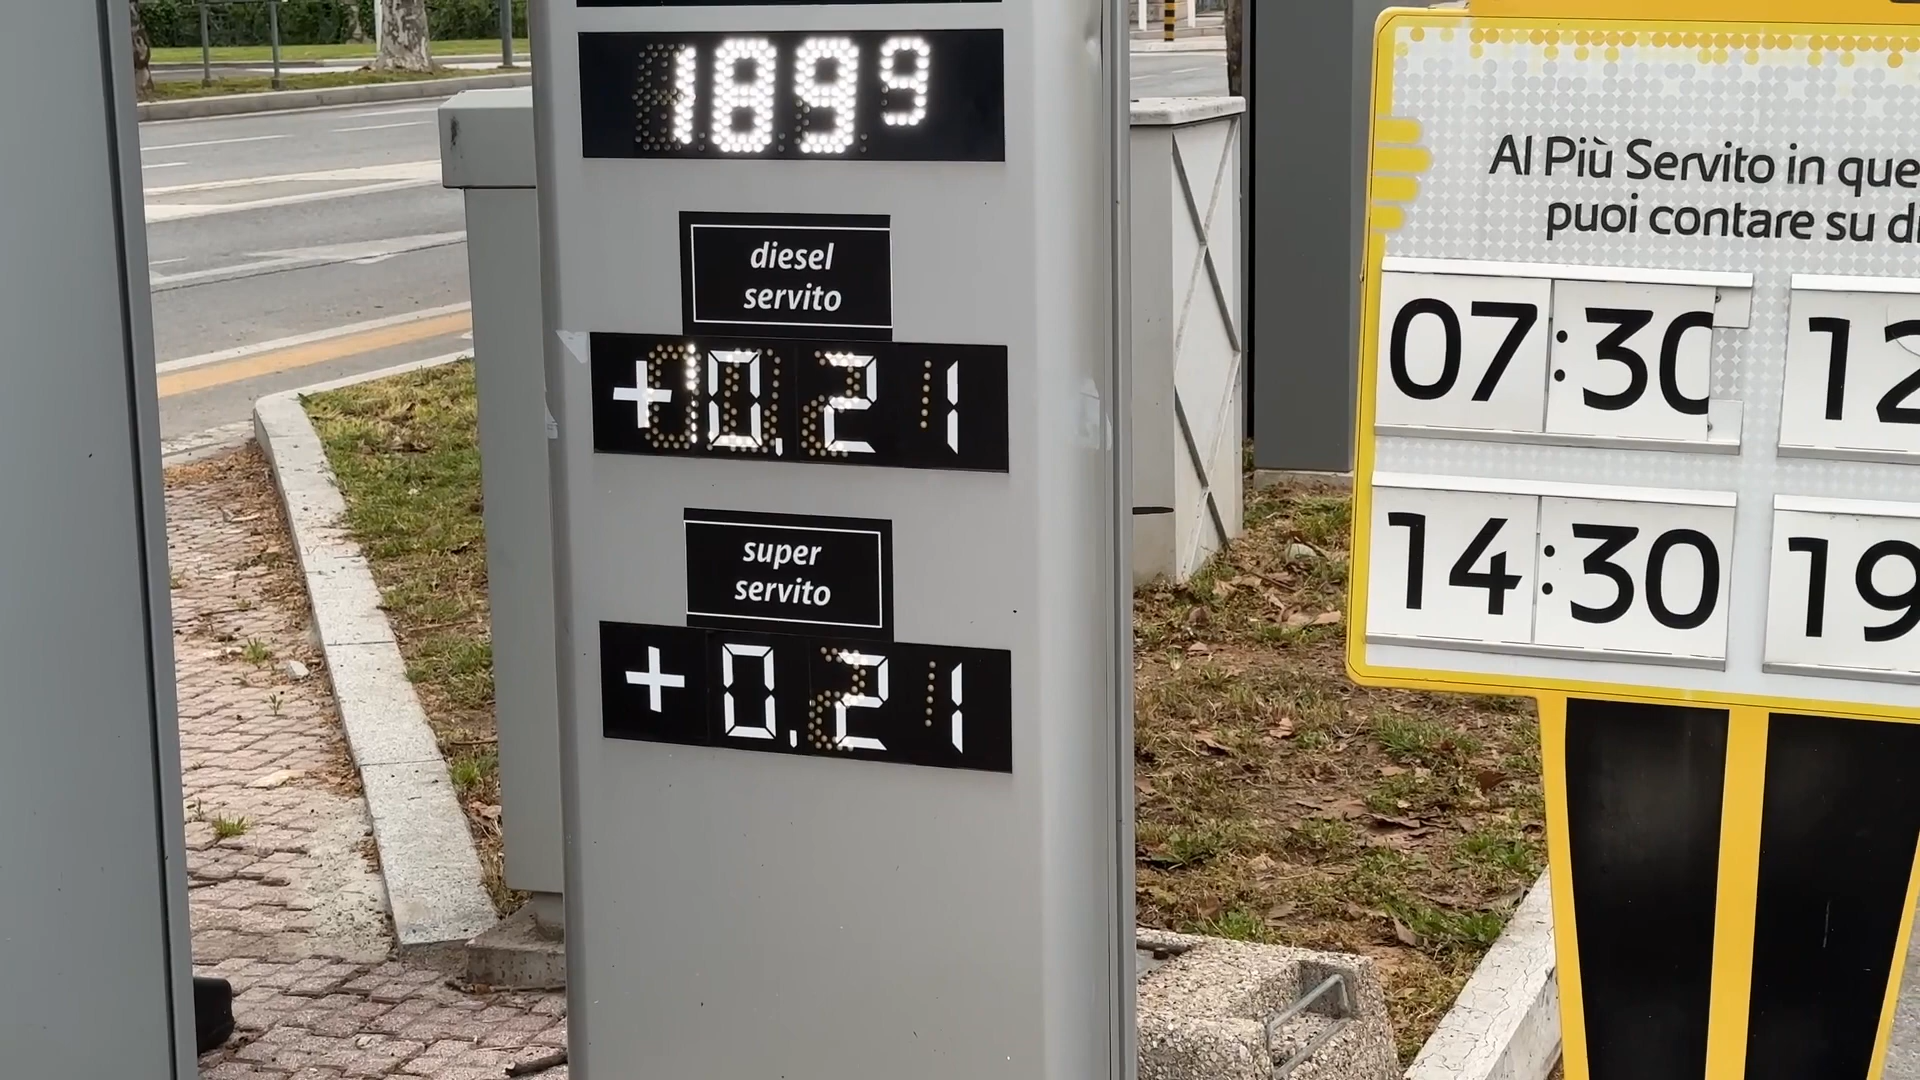 1899
diesel
servito
+0,21
super
servito
+0,21
Al Più Servito in que
puoi contare su di
07:30 12
14:30 19